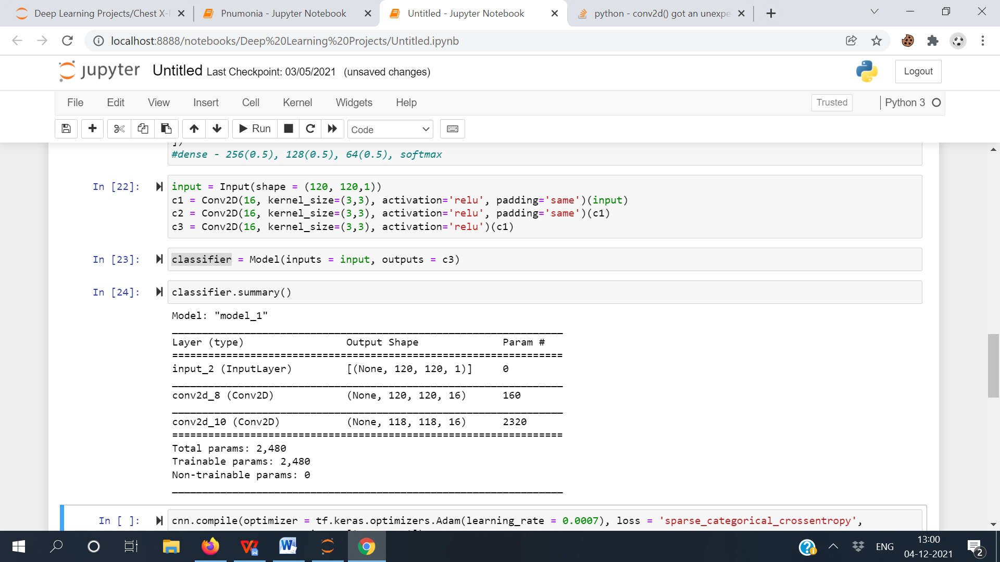 Deep Learning Projects/Chest X-
Pnumonia - Jupyter Notebook
Untitled - Jupyter Notebook
python - conv2d() got an unexpe
localhost:8888/notebooks/Deep%20Learning%20Projects/Untitled.ipynb
jupyter Untitled Last Checkpoint: 03/05/2021 (unsaved changes)
Logout
File Edit View Insert Cell Kernel Widgets Help
Trusted Python 3
Run Code
#dense - 256(0.5), 128(0.5), 64(0.5), softmax
In [22]: input = Input(shape = (120, 120,1))
c1 = Conv2D(16, kernel_size=(3,3), activation='relu', padding='same')(input)
c2 = Conv2D(16, kernel_size=(3,3), activation='relu', padding='same')(c1)
c3 = Conv2D(16, kernel_size=(3,3), activation='relu')(c1)
In [23]: classifier = Model(inputs = input, outputs = c3)
In [24]: classifier.summary()
Model: "model_1"
_________________________________________________________________
Layer (type) Output Shape Param #
=================================================================
input_2 (InputLayer) [(None, 120, 120, 1)] 0
_________________________________________________________________
conv2d_8 (Conv2D) (None, 120, 120, 16) 160
_________________________________________________________________
conv2d_10 (Conv2D) (None, 118, 118, 16) 2320
=================================================================
Total params: 2,480
Trainable params: 2,480
Non-trainable params: 0
_________________________________________________________________
In [ ]: cnn.compile(optimizer = tf.keras.optimizers.Adam(learning_rate = 0.0007), loss = 'sparse_categorical_crossentropy',
ENG
13:00
04-12-2021
2